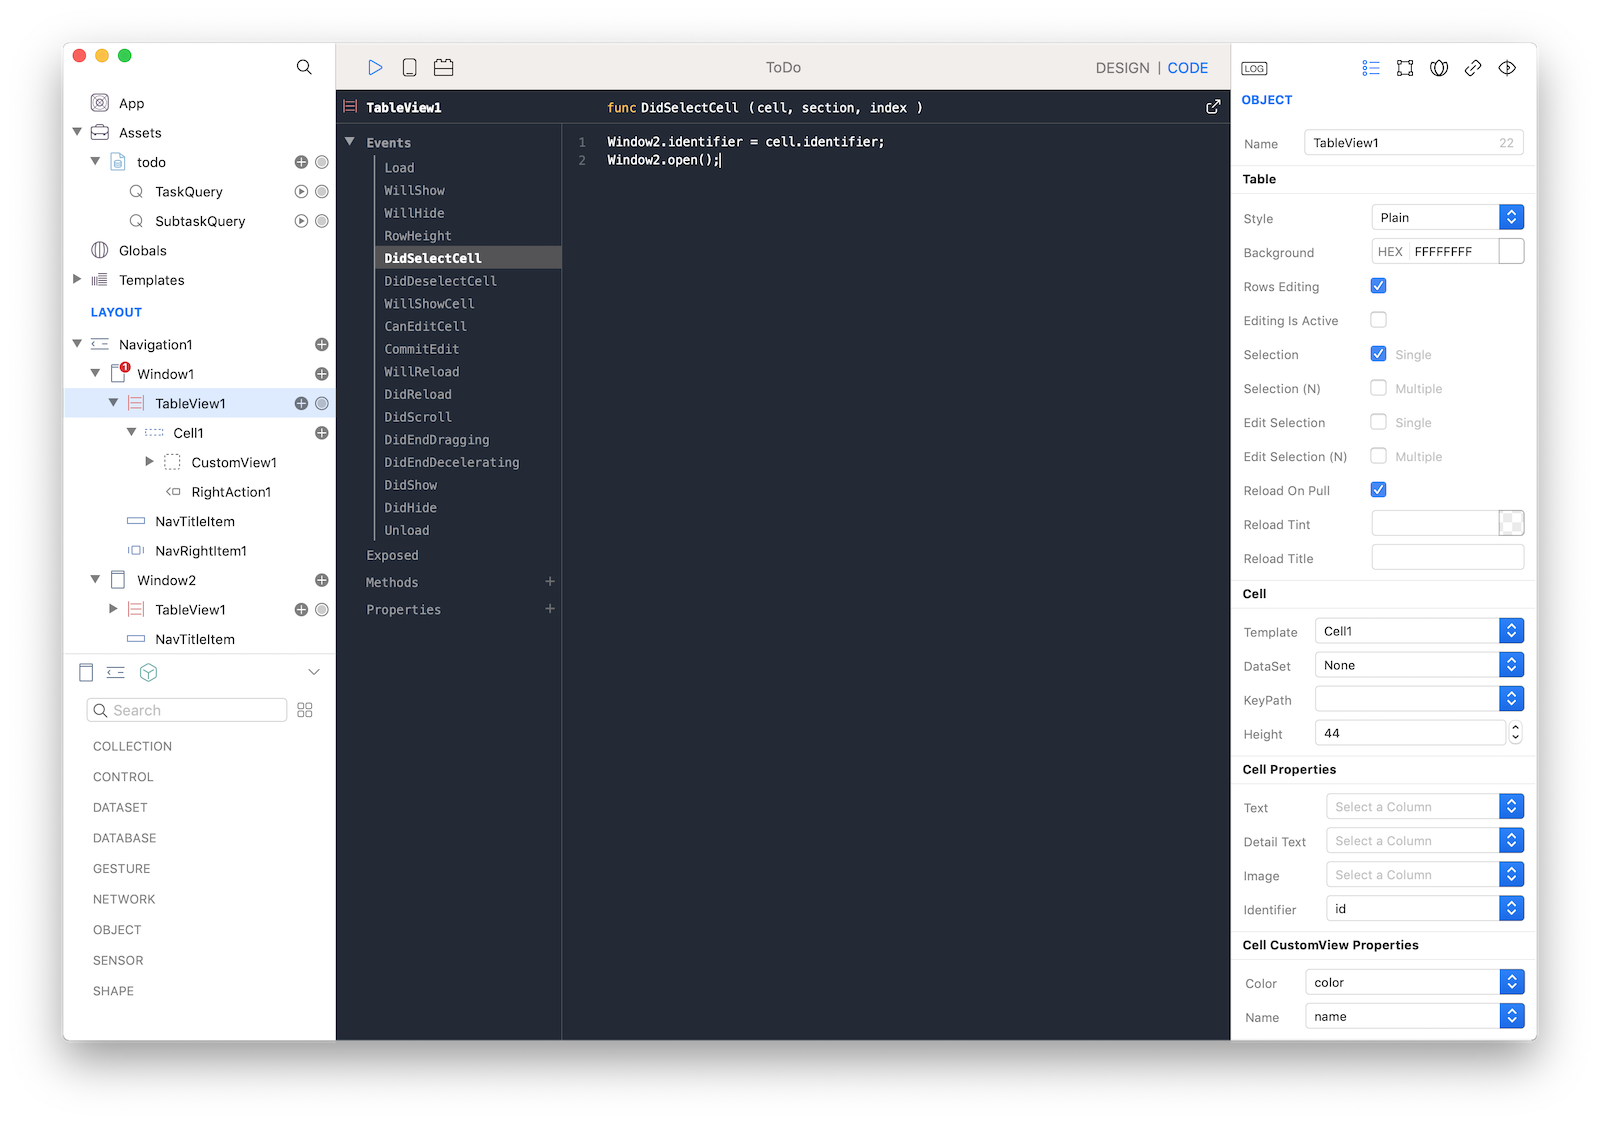 App
Assets
todo
TaskQuery
SubtaskQuery
Globals
Templates
LAYOUT
Navigation1
1
Window1
TableView1
Cell1
CustomView1
RightAction1
NavTitleItem
NavRightItem1
Window2
TableView1
NavTitleItem
Search
COLLECTION
CONTROL
DATASET
DATABASE
GESTURE
NETWORK
OBJECT
SENSOR
SHAPE
ToDo
DESIGN | CODE
TableView1
func DidSelectCell (cell, section, index )
Events
Load
WillShow
WillHide
RowHeight
DidSelectCell
DidDeselectCell
WillShowCell
CanEditCell
CommitEdit
WillReload
DidReload
DidScroll
DidEndDragging
DidEndDecelerating
DidShow
DidHide
Unload
Exposed
Methods +
Properties +
1 Window2.identifier = cell.identifier;
2 Window2.open();
LOG
OBJECT
Name TableView1 22
Table
Style Plain
Background HEX FFFFFFFF
Rows Editing
Editing Is Active
Selection Single
Selection (N) Multiple
Edit Selection Single
Edit Selection (N) Multiple
Reload On Pull
Reload Tint
Reload Title
Cell
Template Cell1
DataSet None
KeyPath
Height 44
Cell Properties
Text Select a Column
Detail Text Select a Column
Image Select a Column
Identifier id
Cell CustomView Properties
Color color
Name name